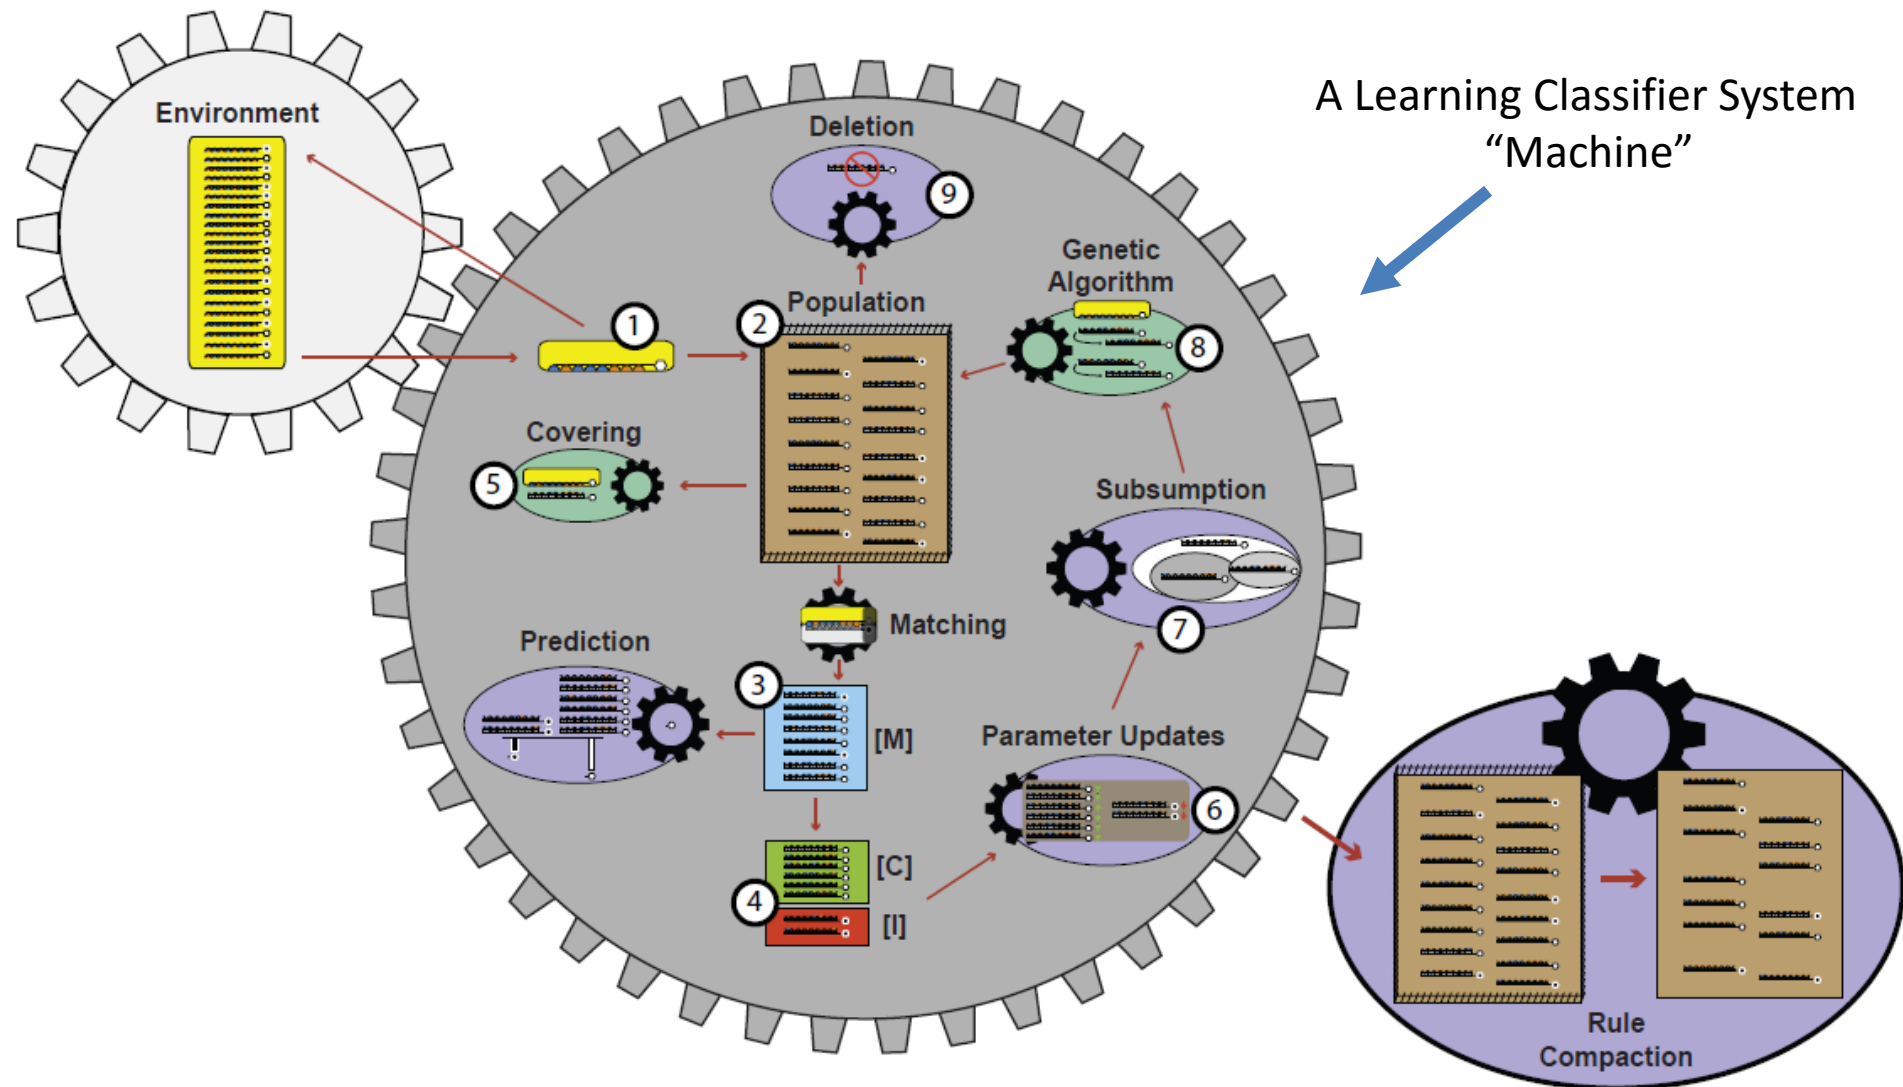 A Learning Classifier System
“Machine”
Environment
Deletion
9
Genetic
Algorithm
8
1
2
Population
Covering
5
Subsumption
7
Matching
Prediction
3
[M]
Parameter Updates
6
[C]
4
[I]
Rule
Compaction